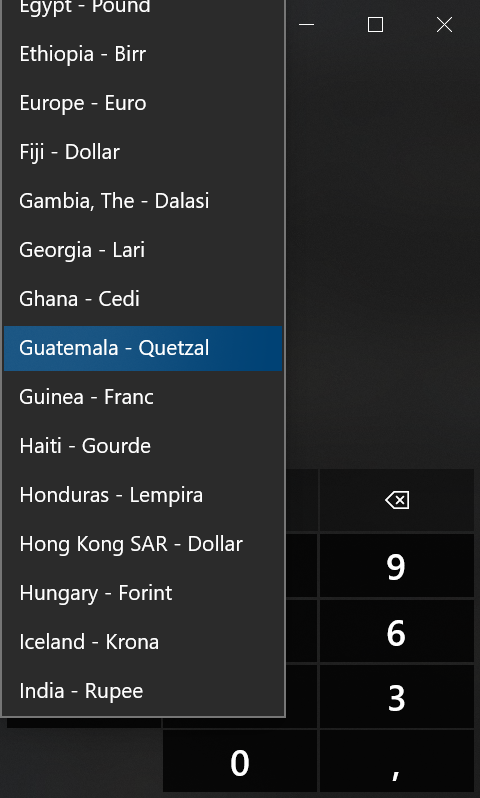 Egypt - Pound
Ethiopia - Birr
Europe - Euro
Fiji - Dollar
Gambia, The - Dalasi
Georgia - Lari
Ghana - Cedi
Guatemala - Quetzal
Guinea - Franc
Haiti - Gourde
Honduras - Lempira
Hong Kong SAR - Dollar
Hungary - Forint
Iceland - Krona
India - Rupee
9
6
3
0 ,